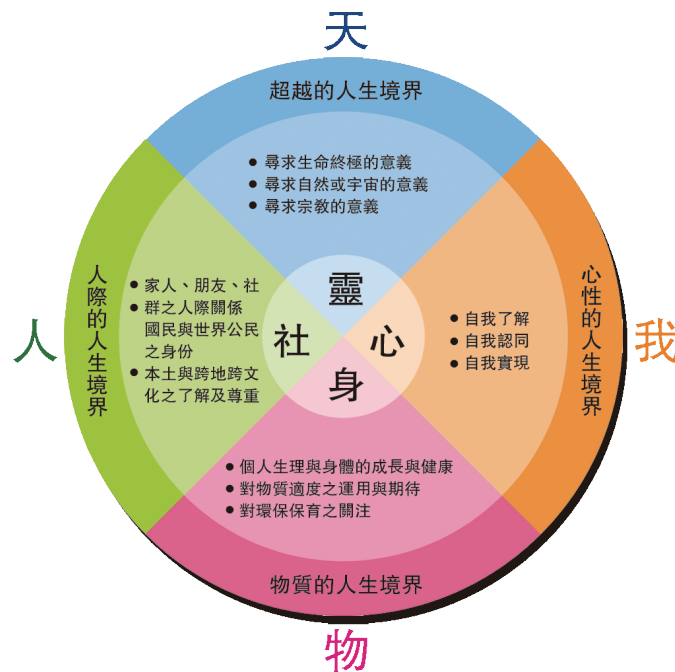 天
超越的人生境界
● 尋求生命終極的意義
● 尋求自然或宇宙的意義
● 尋求宗教的意義
靈
人
人際的人生境界
● 家人、朋友、社
● 群之人際關係
國民與世界公民
之身份
● 本土與跨地跨文
化之了解及尊重
社
心
● 自我了解
● 自我認同
● 自我實現
心性的人生境界
我
身
● 個人生理與身體的成長與健康
● 對物質適度之運用與期待
● 對環保保育之關注
物質的人生境界
物